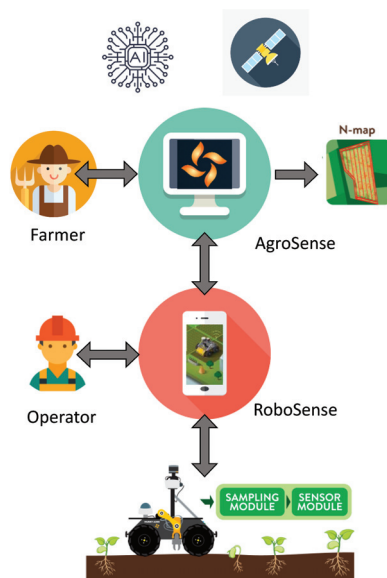 AI
N-map
Farmer
AgroSense
Operator
RoboSense
SAMPLING
MODULE
SENSOR
MODULE